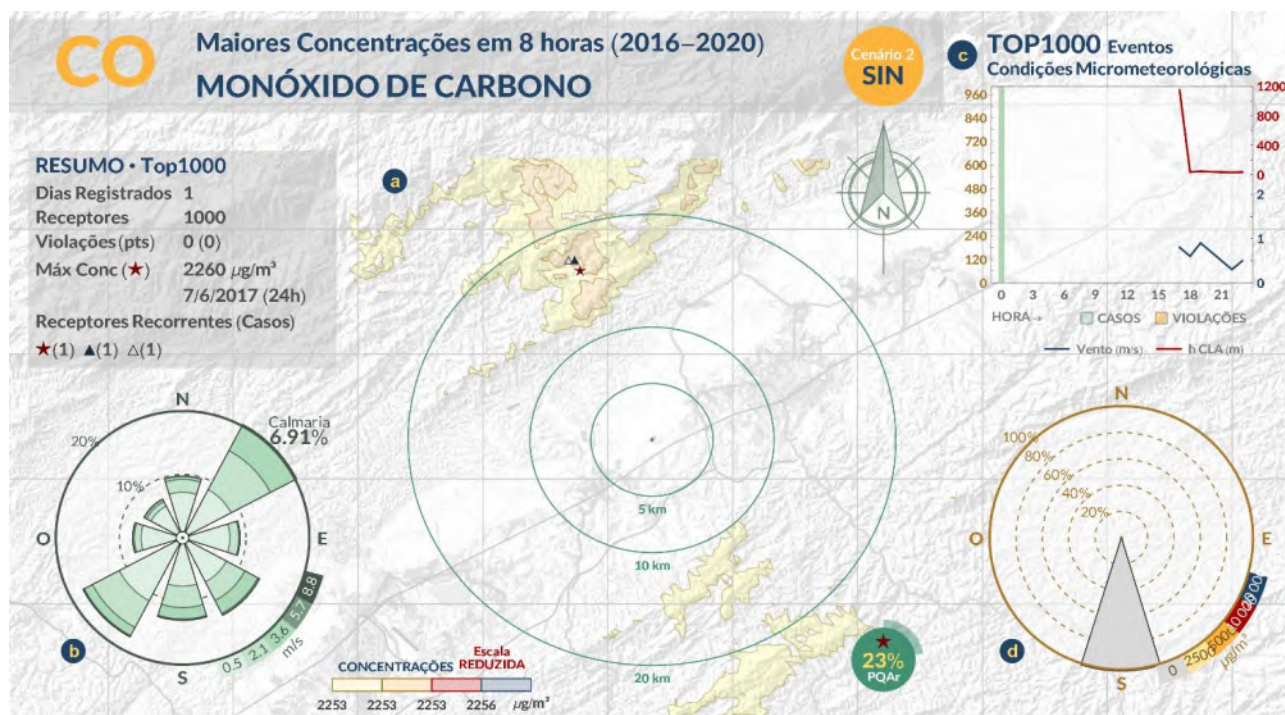 CO
Maiores Concentrações em 8 horas (2016–2020)
MONÓXIDO DE CARBONO
Cenário 2
SIN
c
TOP1000 Eventos
Condições Micrometeorológicas
960
840
720
600
480
360
240
120
0
1200
800
400
0
2
1
0
0 3 6 9 12 15 18 21
HORA →
CASOS
VIOLAÇÕES
Vento (m/s)
h CLA (m)
RESUMO • Top1000
Dias Registrados 1
Receptores 1000
Violações (pts) 0 (0)
Máx Conc (★) 2260 µg/m³
7/6/2017 (24h)
Receptores Recorrentes (Casos)
★(1) ▲(1) △(1)
a
N
5 km
10 km
20 km
N
Calmaria
6.91%
20%
10%
O
E
S
0.5 2.1 3.6 5.7 8.8
m/s
b
CONCENTRAÇÕES
Escala
REDUZIDA
2253 2253 2253 2256 µg/m³
★
23%
PQAr
N
100%
80%
60%
40%
20%
O
E
S
0 2500 5000 10000
µg/m³
d